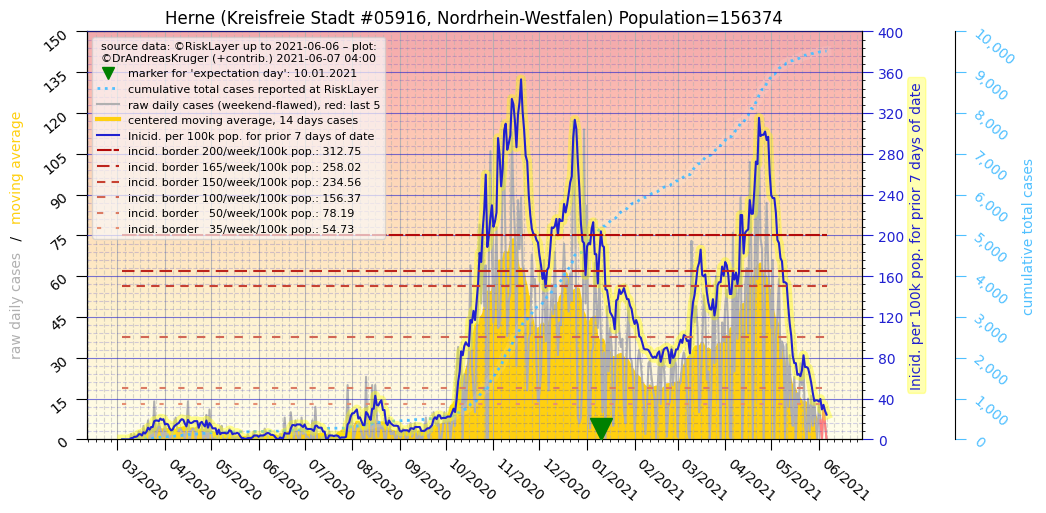 Herne (Kreisfreie Stadt #05916, Nordrhein-Westfalen) Population=156374
source data: ©RiskLayer up to 2021-06-06 – plot:
©DrAndreasKruger (+contrib.) 2021-06-07 04:00
marker for 'expectation day': 10.01.2021
cumulative total cases reported at RiskLayer
raw daily cases (weekend-flawed), red: last 5
centered moving average, 14 days cases
Inicid. per 100k pop. for prior 7 days of date
incid. border 200/week/100k pop.: 312.75
incid. border 165/week/100k pop.: 258.02
incid. border 150/week/100k pop.: 234.56
incid. border 100/week/100k pop.: 156.37
incid. border 50/week/100k pop.: 78.19
incid. border 35/week/100k pop.: 54.73
raw daily cases / moving average
150
135
120
105
90
75
60
45
30
15
0
400
360
320
280
240
200
160
120
80
40
0
Inicid. per 100k pop. for prior 7 days of date
10,000
9,000
8,000
7,000
6,000
5,000
4,000
3,000
2,000
1,000
0
cumulative total cases
03/2020
04/2020
05/2020
06/2020
07/2020
08/2020
09/2020
10/2020
11/2020
12/2020
01/2021
02/2021
03/2021
04/2021
05/2021
06/2021